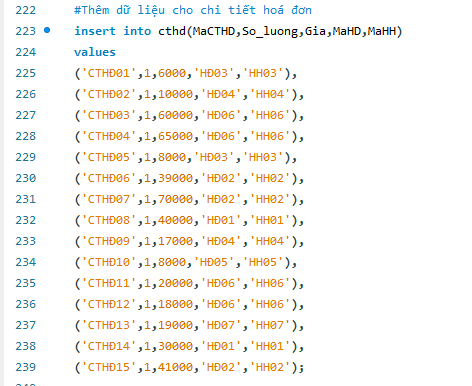 222 #Thêm dữ liệu cho chi tiết hoá đơn
223 insert into cthd(MaCTHD,So_luong,Gia,MaHD,MaHH)
224 values
225 ('CTHĐ01',1,6000,'HĐ03','HH03'),
226 ('CTHĐ02',1,10000,'HĐ04','HH04'),
227 ('CTHĐ03',1,60000,'HĐ06','HH06'),
228 ('CTHĐ04',1,65000,'HĐ06','HH06'),
229 ('CTHĐ05',1,8000,'HĐ03','HH03'),
230 ('CTHĐ06',1,39000,'HĐ02','HH02'),
231 ('CTHĐ07',1,70000,'HĐ02','HH02'),
232 ('CTHĐ08',1,40000,'HĐ01','HH01'),
233 ('CTHĐ09',1,17000,'HĐ04','HH04'),
234 ('CTHĐ10',1,8000,'HĐ05','HH05'),
235 ('CTHĐ11',1,20000,'HĐ06','HH06'),
236 ('CTHĐ12',1,18000,'HĐ06','HH06'),
237 ('CTHĐ13',1,19000,'HĐ07','HH07'),
238 ('CTHĐ14',1,30000,'HĐ01','HH01'),
239 ('CTHĐ15',1,41000,'HĐ02','HH02');